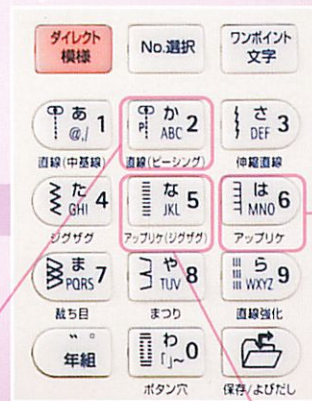 ダイレクト
模様
No.選択
ワンポイント
文字
あ
@./
1
直線(中基線)
P
か
ABC
2
直線(ピーシング)
さ
DEF
3
伸縮直線
た
GHI
4
ジグザグ
な
JKL
5
アップリケ(ジグザグ)
は
MNO
6
アップリケ
ま
PQRS
7
裁ち目
や
TUV
8
まつり
ら
WXYZ
9
直線強化
゛゜
年組
わ
「」~
0
ボタン穴
保存/よびだし